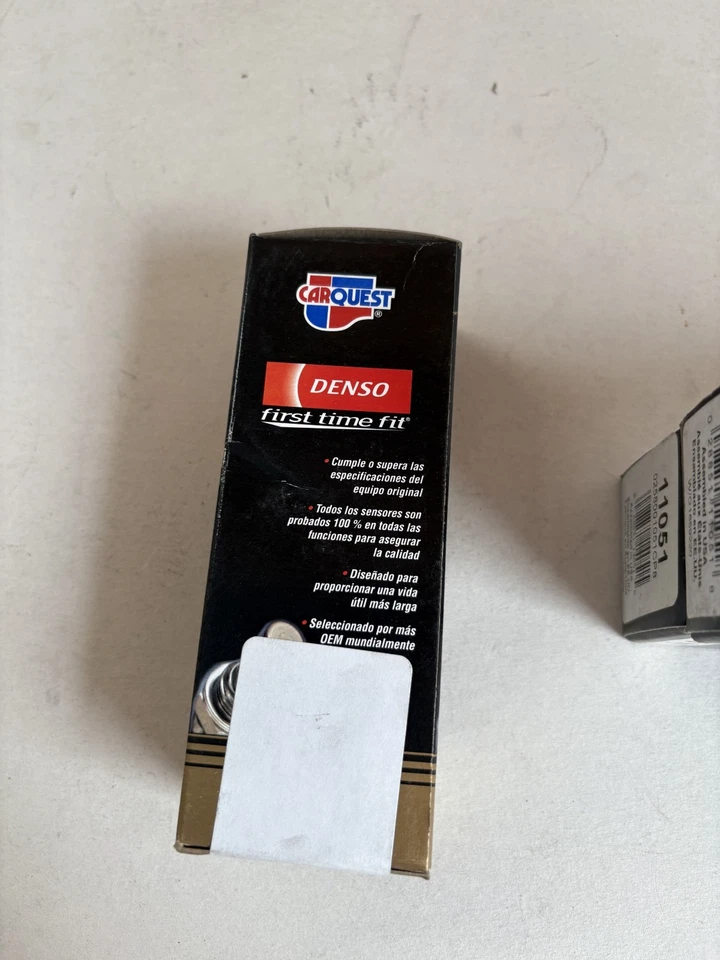 CARQUEST®
DENSO
first time fit®
• Cumple o supera las
especificaciones del
equipo original
• Todos los sensores son
probados 100 % en todas las
funciones para asegurar
la calidad
• Diseñado para
proporcionar una vida
útil más larga
• Seleccionado por más
OEM mundialmente
11051
Assembled in USA